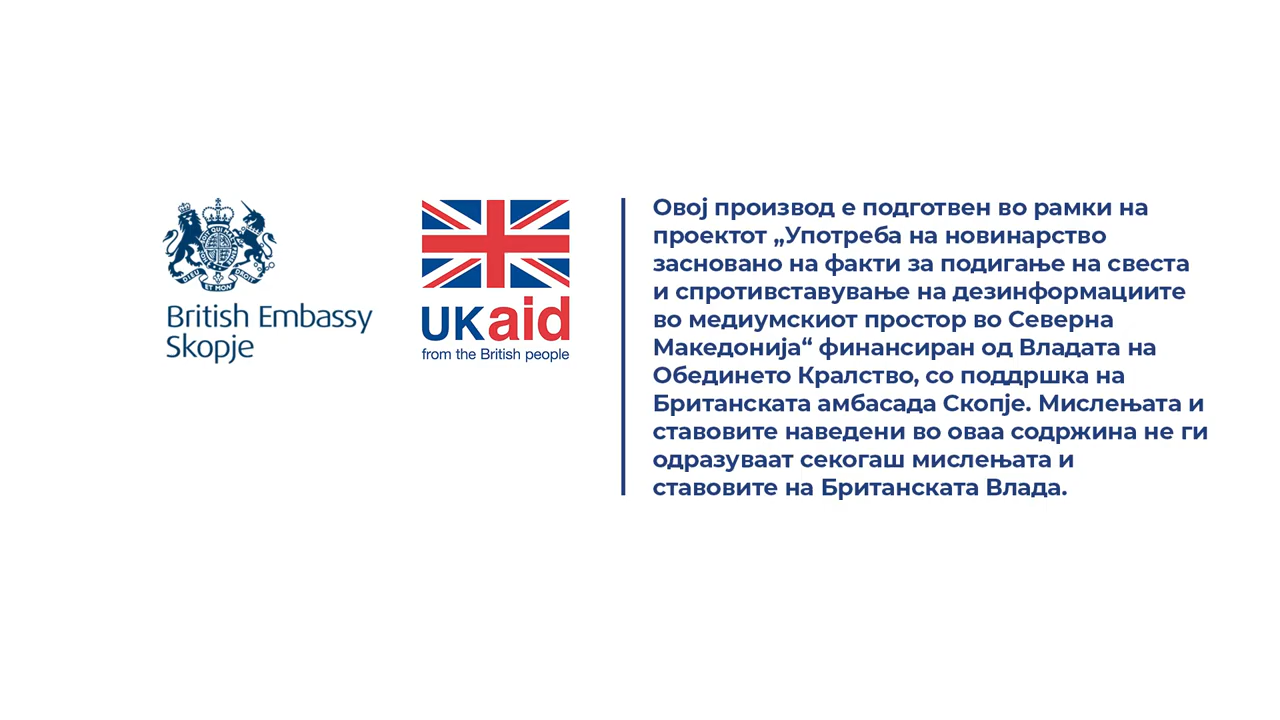 British Embassy
Skopje
UKaid
from the British people
Овој производ е подготвен во рамки на
проектот „Употреба на новинарство
засновано на факти за подигање на свеста
и спротивставување на дезинформациите
во медиумскиот простор во Северна
Македонија“ финансиран од Владата на
Обединето Кралство, со поддршка на
Британската амбасада Скопје. Мислењата и
ставовите наведени во оваа содржина не ги
одразуваат секогаш мислењата и
ставовите на Британската Влада.